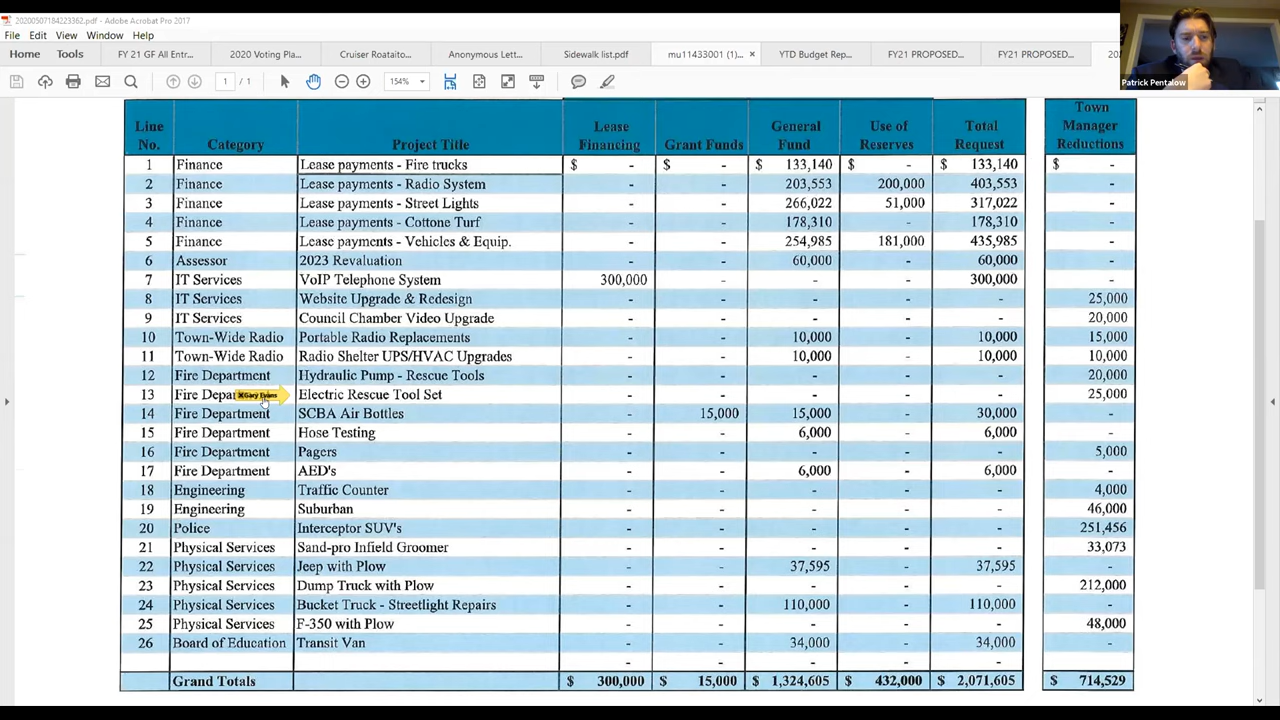 20200507184223362.pdf - Adobe Acrobat Pro 2017
File Edit View Window Help
Home Tools FY 21 GF All Entr... 2020 Voting Pla... Cruiser Roataito... Anonymous Lett... Sidewalk list.pdf mu11433001 (1)... × YTD Budget Rep... FY21 PROPOSED... FY21 PROPOSED...
1 / 1 154%
Patrick Pentalow
Line No. Category Project Title Lease Financing Grant Funds General Fund Use of Reserves Total Request Town Manager Reductions
1 Finance Lease payments - Fire trucks $ - $ - $ 133,140 $ - $ 133,140 $ -
2 Finance Lease payments - Radio System - - 203,553 200,000 403,553 -
3 Finance Lease payments - Street Lights - - 266,022 51,000 317,022 -
4 Finance Lease payments - Cottone Turf - - 178,310 - 178,310 -
5 Finance Lease payments - Vehicles & Equip. - - 254,985 181,000 435,985 -
6 Assessor 2023 Revaluation - - 60,000 - 60,000 -
7 IT Services VoIP Telephone System 300,000 - - - 300,000 -
8 IT Services Website Upgrade & Redesign - - - - - 25,000
9 IT Services Council Chamber Video Upgrade - - - - - 20,000
10 Town-Wide Radio Portable Radio Replacements - - 10,000 - 10,000 15,000
11 Town-Wide Radio Radio Shelter UPS/HVAC Upgrades - - 10,000 - 10,000 10,000
12 Fire Department Hydraulic Pump - Rescue Tools - - - - - 20,000
13 Fire Depar Gary Evans Electric Rescue Tool Set - - - - - 25,000
14 Fire Department SCBA Air Bottles - 15,000 15,000 - 30,000 -
15 Fire Department Hose Testing - - 6,000 - 6,000 -
16 Fire Department Pagers - - - - - 5,000
17 Fire Department AED's - - 6,000 - 6,000 -
18 Engineering Traffic Counter - - - - - 4,000
19 Engineering Suburban - - - - - 46,000
20 Police Interceptor SUV's - - - - - 251,456
21 Physical Services Sand-pro Infield Groomer - - - - - 33,073
22 Physical Services Jeep with Plow - - 37,595 - 37,595 -
23 Physical Services Dump Truck with Plow - - - - - 212,000
24 Physical Services Bucket Truck - Streetlight Repairs - - 110,000 - 110,000 -
25 Physical Services F-350 with Plow - - - - - 48,000
26 Board of Education Transit Van - - 34,000 - 34,000 -
- - - - - -
Grand Totals $ 300,000 $ 15,000 $ 1,324,605 $ 432,000 $ 2,071,605 $ 714,529